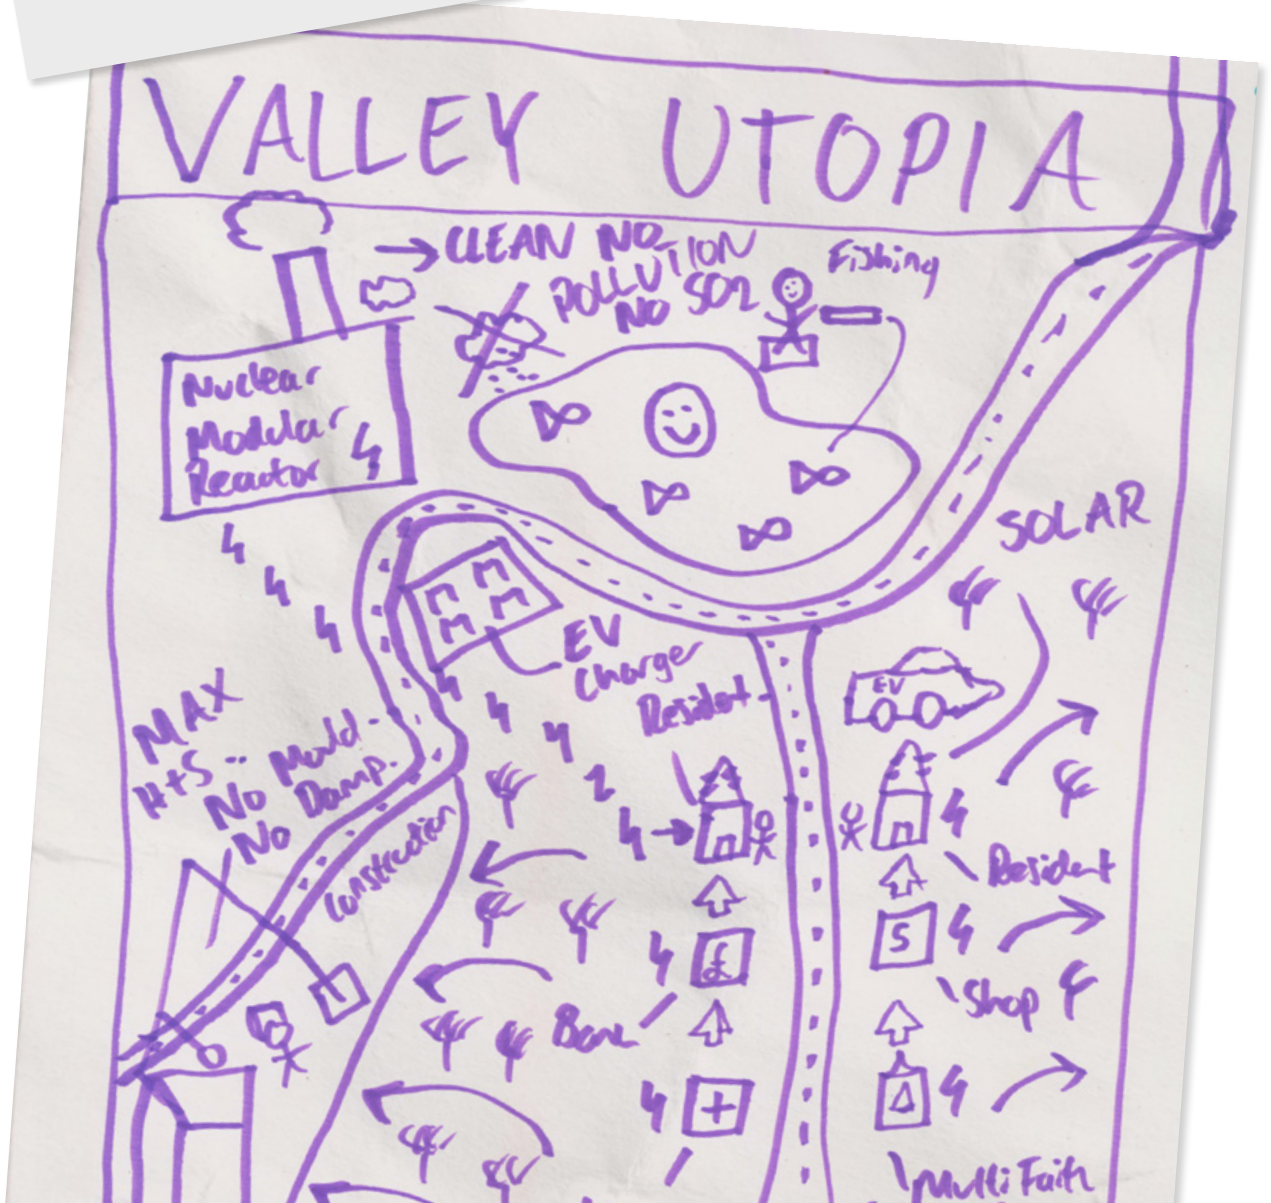 VALLEY UTOPIA
CLEAN NO
POLLUTION
NO SO2
Fishing
Nuclear
Modular
Reactor
SOLAR
EV
Charger
Resident
EV
MAX
H+S..
No Mould
No Damp.
Construction
Resident
£
S
Shop
Bank
+
Multi Faith